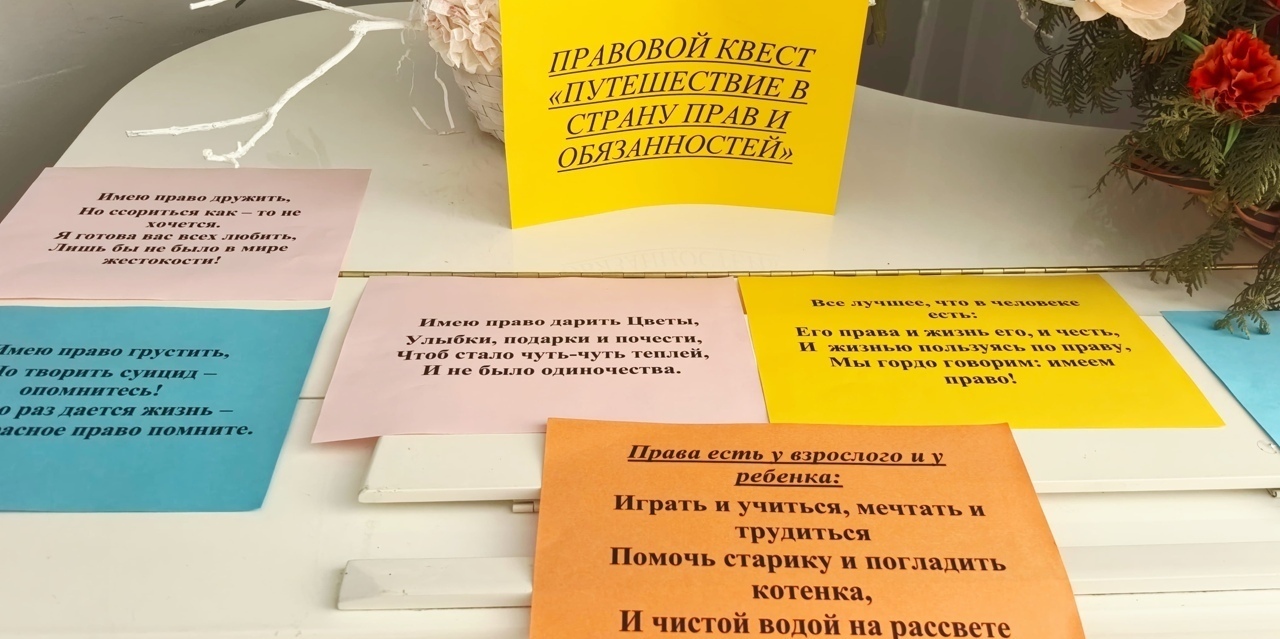 ПРАВОВОЙ КВЕСТ
«ПУТЕШЕСТВИЕ В
СТРАНУ ПРАВ И
ОБЯЗАННОСТЕЙ»
Имею право дружить,
Но ссориться как – то не
хочется.
Я готова вас всех любить,
Лишь бы не было в мире
жестокости!
Имею право грустить,
Но творить суицид –
опомнитесь!
раз дается жизнь –
право помните.
Имею право дарить Цветы,
Улыбки, подарки и почести,
Чтоб стало чуть-чуть теплей,
И не было одиночества.
Все лучшее, что в человеке
есть:
Его права и жизнь его, и честь,
И жизнью пользуясь по праву,
Мы гордо говорим: имеем
право!
Права есть у взрослого и у
ребенка:
Играть и учиться, мечтать и
трудиться
Помочь старику и погладить
котенка,
И чистой водой на рассвете